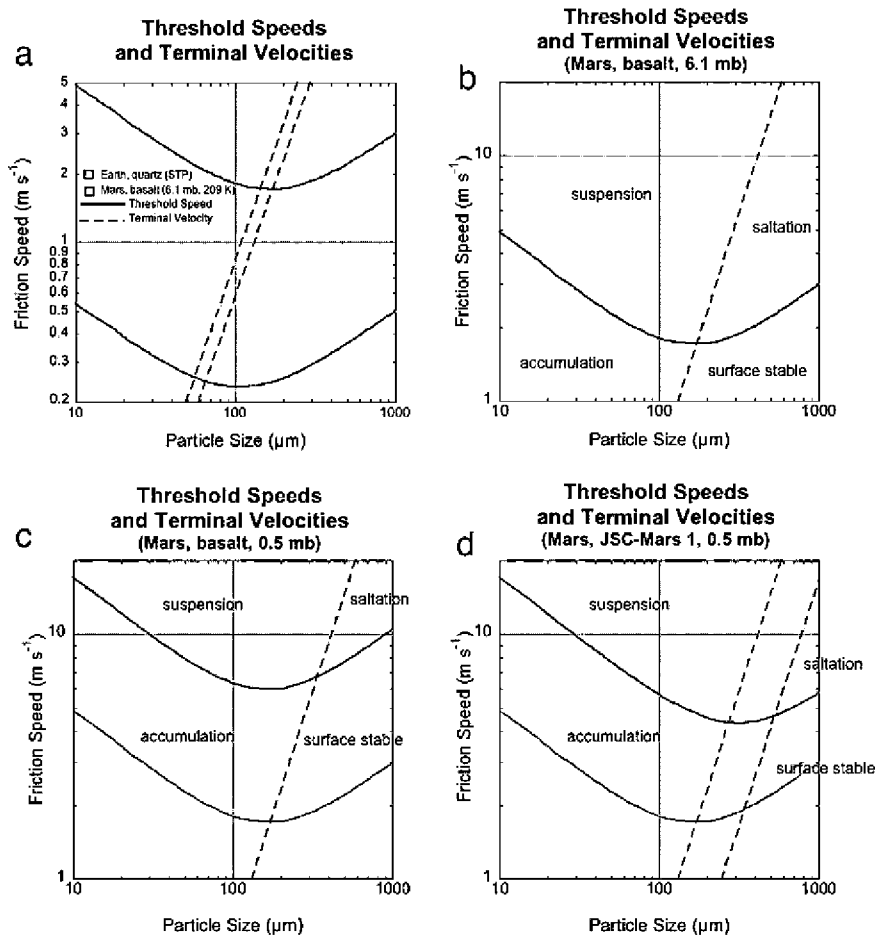 a
Threshold Speeds
and Terminal Velocities
Friction Speed (m s⁻¹)
5
4
3
2
1
0.9
0.8
0.7
0.6
0.5
0.4
0.3
0.2
Earth, quartz (STP)
Mars, basalt (6.1 mb, 209 K)
Threshold Speed
Terminal Velocity
10
100
1000
Particle Size (µm)
b
Threshold Speeds
and Terminal Velocities
(Mars, basalt, 6.1 mb)
Friction Speed (m s⁻¹)
10
1
suspension
saltation
accumulation
surface stable
10
100
1000
Particle Size (µm)
c
Threshold Speeds
and Terminal Velocities
(Mars, basalt, 0.5 mb)
Friction Speed (m s⁻¹)
10
1
suspension
saltation
accumulation
surface stable
10
100
1000
Particle Size (µm)
d
Threshold Speeds
and Terminal Velocities
(Mars, JSC-Mars 1, 0.5 mb)
Friction Speed (m s⁻¹)
10
1
suspension
saltation
accumulation
surface stable
10
100
1000
Particle Size (µm)